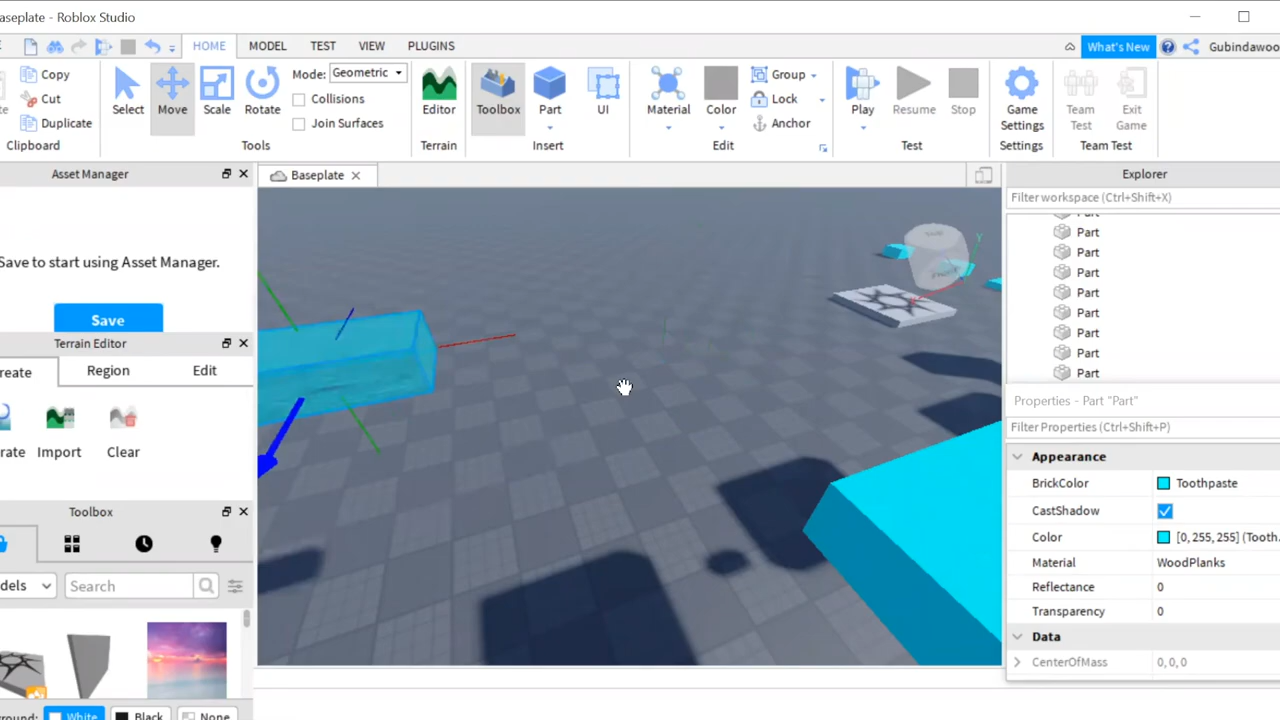 aseplate - Roblox Studio
HOME MODEL TEST VIEW PLUGINS What's New Gubindawoo
Copy
Cut
Duplicate
Clipboard
Select Move Scale Rotate
Mode: Geometric
Collisions
Join Surfaces
Tools
Editor
Terrain
Toolbox Part UI
Insert
Material Color
Group
Lock
Anchor
Edit
Play Resume Stop
Test
Game Settings
Settings
Team Test
Exit Game
Team Test
Asset Manager
Save to start using Asset Manager.
Save
Terrain Editor
reate Region Edit
rate Import Clear
Toolbox
dels Search
round: White Black None
Baseplate
Explorer
Filter workspace (Ctrl+Shift+X)
Part
Part
Part
Part
Part
Part
Part
Part
Part
Properties - Part "Part"
Filter Properties (Ctrl+Shift+P)
Appearance
BrickColor Toothpaste
CastShadow
Color [0, 255, 255] (Tooth.
Material WoodPlanks
Reflectance 0
Transparency 0
Data
CenterOfMass 0, 0, 0